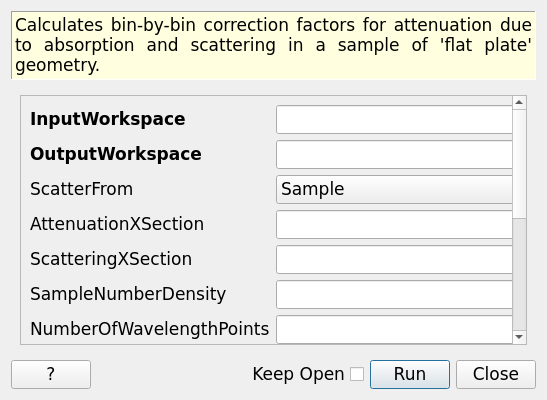 Calculates bin-by-bin correction factors for attenuation due
to absorption and scattering in a sample of 'flat plate'
geometry.
InputWorkspace
OutputWorkspace
ScatterFrom Sample
AttenuationXSection
ScatteringXSection
SampleNumberDensity
NumberOfWavelengthPoints
? Keep Open Run Close